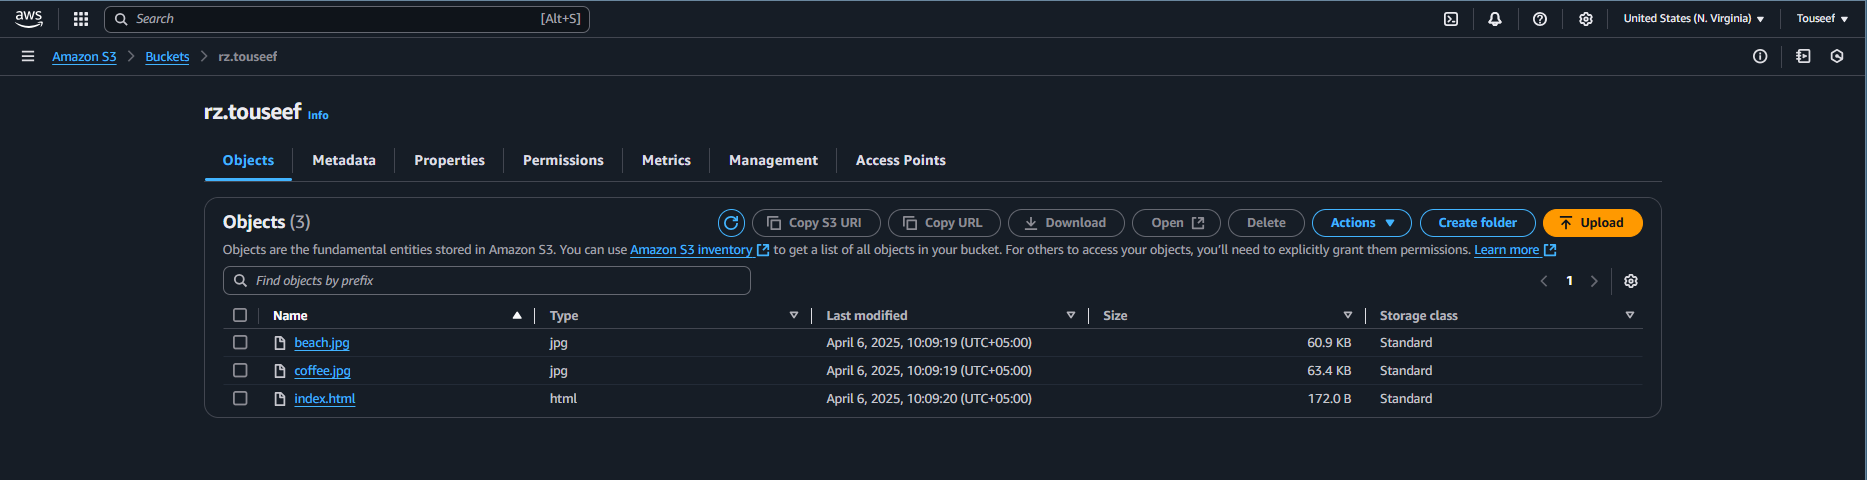 aws Search [Alt+S] United States (N. Virginia) Touseef
Amazon S3 Buckets rz.touseef
rz.touseef Info
Objects Metadata Properties Permissions Metrics Management Access Points
Objects (3) Copy S3 URI Copy URL Download Open Delete Actions Create folder Upload
Objects are the fundamental entities stored in Amazon S3. You can use Amazon S3 inventory to get a list of all objects in your bucket. For others to access your objects, you’ll need to explicitly grant them permissions. Learn more
Find objects by prefix 1
Name Type Last modified Size Storage class
beach.jpg jpg April 6, 2025, 10:09:19 (UTC+05:00) 60.9 KB Standard
coffee.jpg jpg April 6, 2025, 10:09:19 (UTC+05:00) 63.4 KB Standard
index.html html April 6, 2025, 10:09:20 (UTC+05:00) 172.0 B Standard